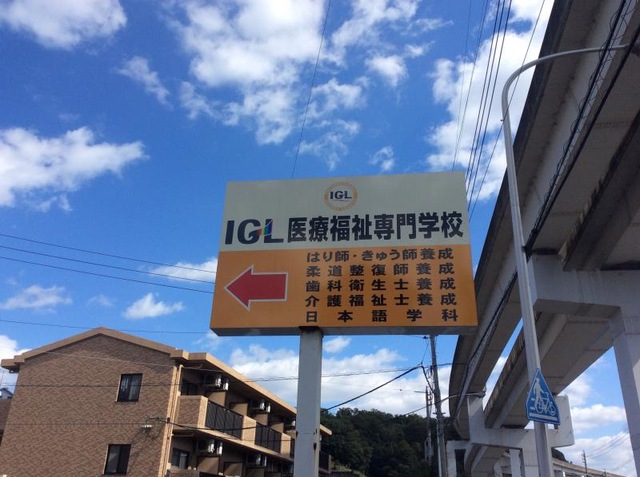 IGL
IGL医療福祉専門学校
はり師・きゅう師養成
柔道整復師養成
歯科衛生士養成
介護福祉士養成
日本語学科